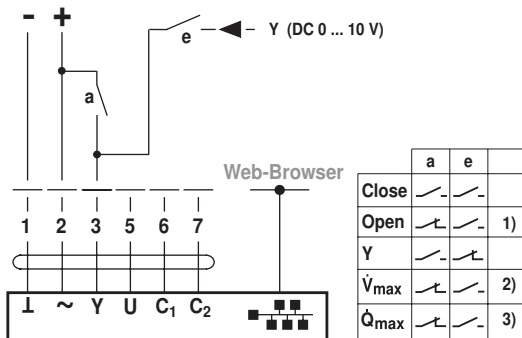 - +
e
Y (DC 0 ... 10 V)
a
Web-Browser
1 2 3 5 6 7
⊥ ~ Y U C₁ C₂
a e
Close
Open 1)
Y
V̇max 2)
Q̇max 3)